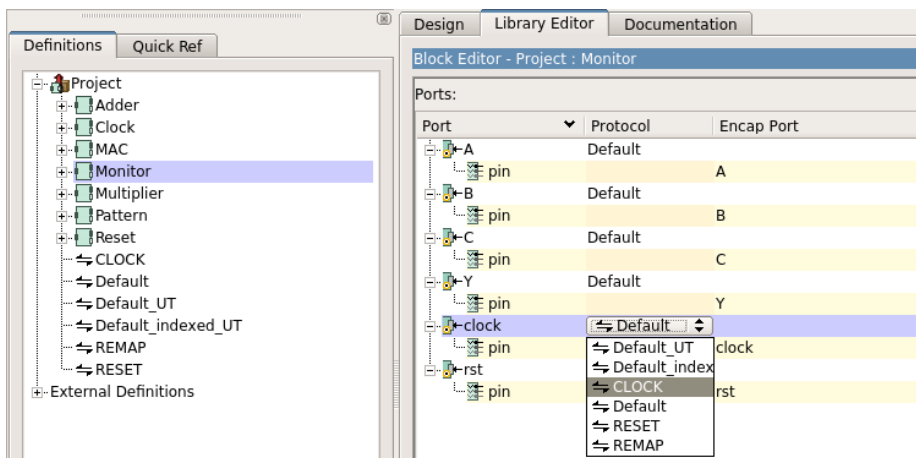 Definitions
Quick Ref
Project
Adder
Clock
MAC
Monitor
Multiplier
Pattern
Reset
CLOCK
Default
Default_UT
Default_indexed_UT
REMAP
RESET
External Definitions
Design
Library Editor
Documentation
Block Editor - Project : Monitor
Ports:
Port Protocol Encap Port
A Default
pin A
B Default
pin B
C Default
pin C
Y Default
pin Y
clock Default
pin clock
rst
pin rst
Default_UT
Default_index
CLOCK
Default
RESET
REMAP